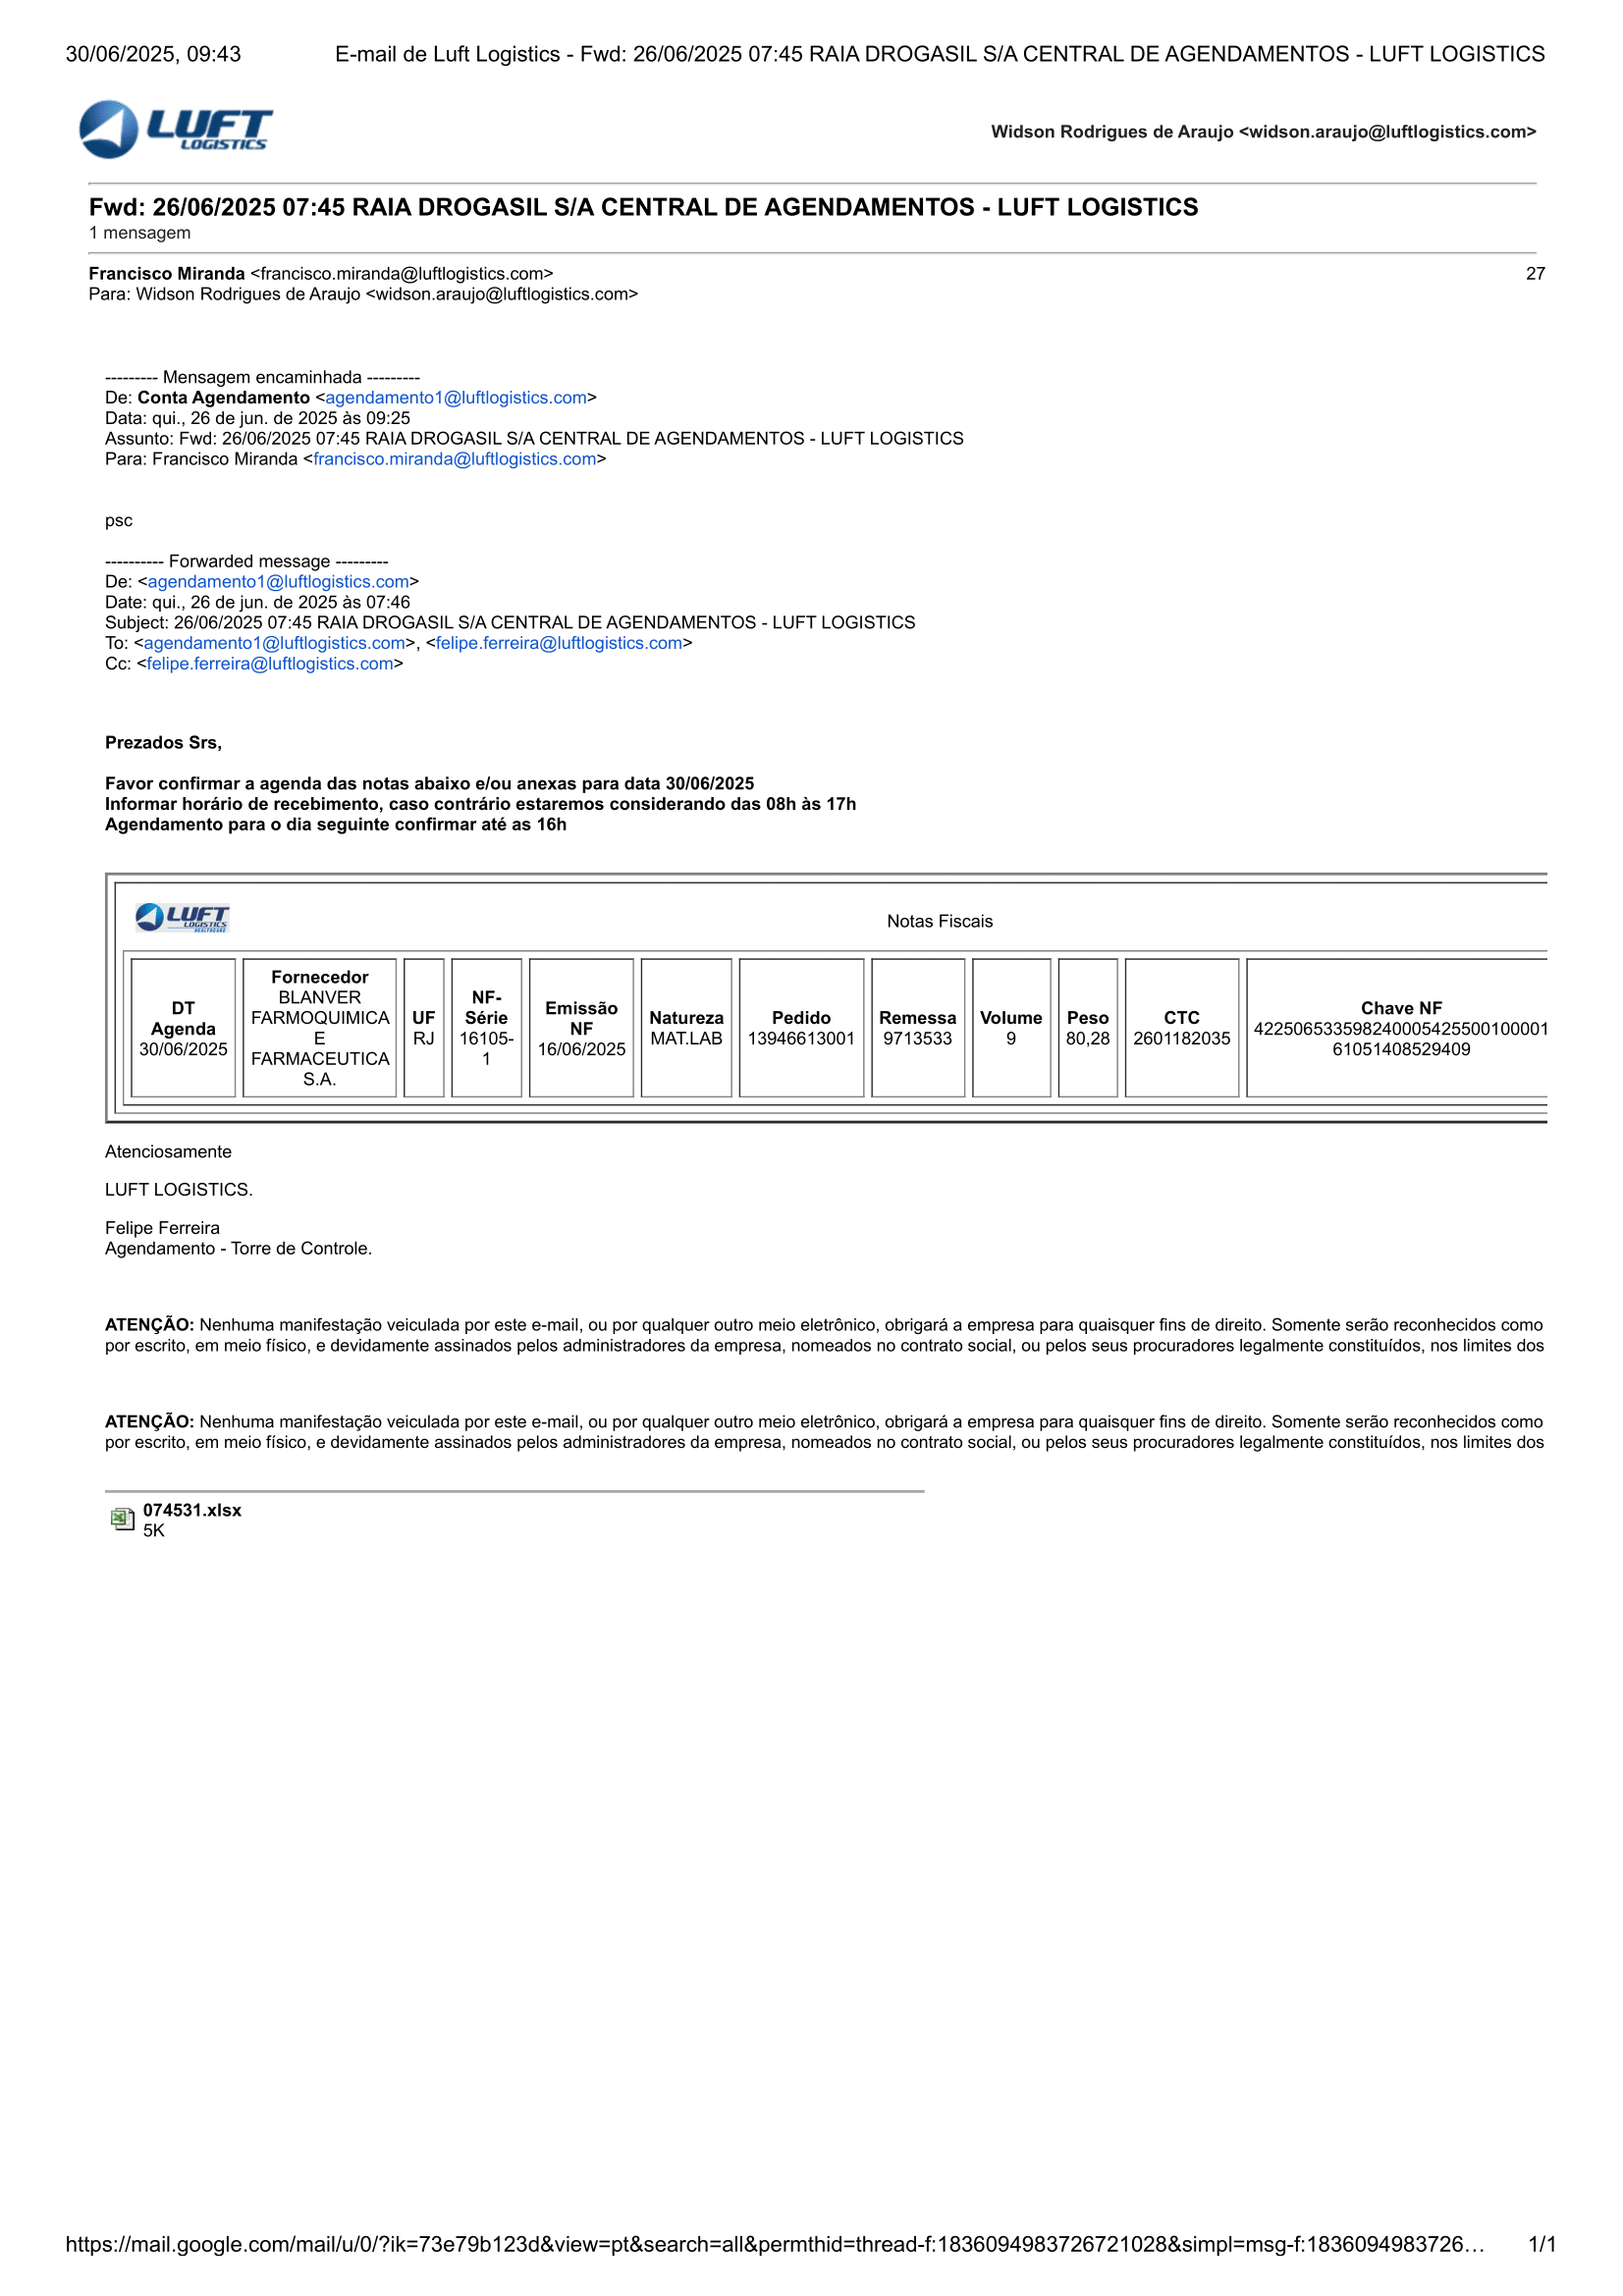 30/06/2025, 09:43
E-mail de Luft Logistics - Fwd: 26/06/2025 07:45 RAIA DROGASIL S/A CENTRAL DE AGENDAMENTOS - LUFT LOGISTICS
LUFT
LOGISTICS
Widson Rodrigues de Araujo <widson.araujo@luftlogistics.com>
Fwd: 26/06/2025 07:45 RAIA DROGASIL S/A CENTRAL DE AGENDAMENTOS - LUFT LOGISTICS
1 mensagem
Francisco Miranda <francisco.miranda@luftlogistics.com> 27
Para: Widson Rodrigues de Araujo <widson.araujo@luftlogistics.com>
--------- Mensagem encaminhada ---------
De: Conta Agendamento <agendamento1@luftlogistics.com>
Data: qui., 26 de jun. de 2025 às 09:25
Assunto: Fwd: 26/06/2025 07:45 RAIA DROGASIL S/A CENTRAL DE AGENDAMENTOS - LUFT LOGISTICS
Para: Francisco Miranda <francisco.miranda@luftlogistics.com>
psc
---------- Forwarded message ---------
De: <agendamento1@luftlogistics.com>
Date: qui., 26 de jun. de 2025 às 07:46
Subject: 26/06/2025 07:45 RAIA DROGASIL S/A CENTRAL DE AGENDAMENTOS - LUFT LOGISTICS
To: <agendamento1@luftlogistics.com>, <felipe.ferreira@luftlogistics.com>
Cc: <felipe.ferreira@luftlogistics.com>
Prezados Srs,
Favor confirmar a agenda das notas abaixo e/ou anexas para data 30/06/2025
Informar horário de recebimento, caso contrário estaremos considerando das 08h às 17h
Agendamento para o dia seguinte confirmar até as 16h
LUFT
LOGISTICS
HEALTHCARE
Notas Fiscais
DT
Agenda
30/06/2025
Fornecedor
BLANVER
FARMOQUIMICA
E
FARMACEUTICA
S.A.
UF
RJ
NF-
Série
16105-
1
Emissão
NF
16/06/2025
Natureza
MAT.LAB
Pedido
13946613001
Remessa
9713533
Volume
9
Peso
80,28
CTC
2601182035
Chave NF
422506533598240005425500100001
61051408529409
Atenciosamente
LUFT LOGISTICS.
Felipe Ferreira
Agendamento - Torre de Controle.
ATENÇÃO: Nenhuma manifestação veiculada por este e-mail, ou por qualquer outro meio eletrônico, obrigará a empresa para quaisquer fins de direito. Somente serão reconhecidos como
por escrito, em meio físico, e devidamente assinados pelos administradores da empresa, nomeados no contrato social, ou pelos seus procuradores legalmente constituídos, nos limites dos
ATENÇÃO: Nenhuma manifestação veiculada por este e-mail, ou por qualquer outro meio eletrônico, obrigará a empresa para quaisquer fins de direito. Somente serão reconhecidos como
por escrito, em meio físico, e devidamente assinados pelos administradores da empresa, nomeados no contrato social, ou pelos seus procuradores legalmente constituídos, nos limites dos
074531.xlsx
5K
https://mail.google.com/mail/u/0/?ik=73e79b123d&view=pt&search=all&permthid=thread-f:1836094983726721028&simpl=msg-f:1836094983726… 1/1